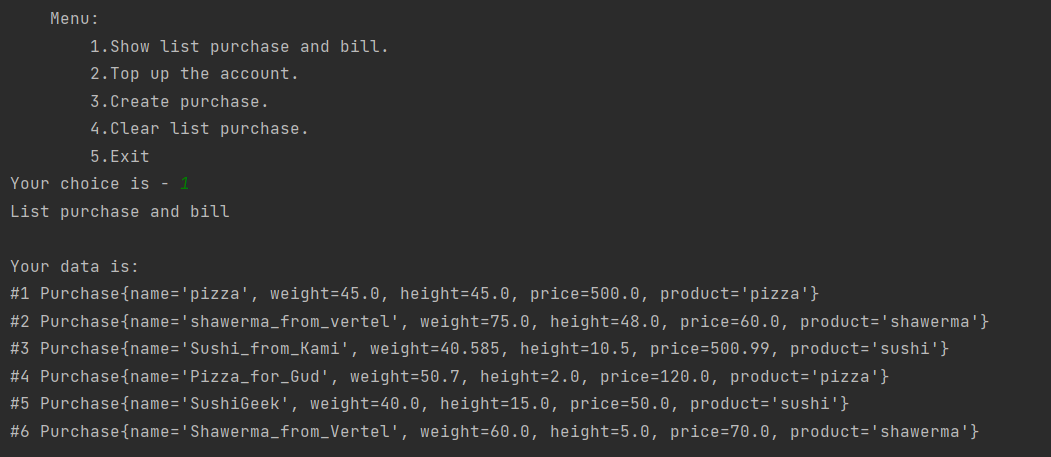 Menu:
1.Show list purchase and bill.
2.Top up the account.
3.Create purchase.
4.Clear list purchase.
5.Exit
Your choice is - 1
List purchase and bill
Your data is:
#1 Purchase{name='pizza', weight=45.0, height=45.0, price=500.0, product='pizza'}
#2 Purchase{name='shawerma_from_vertel', weight=75.0, height=48.0, price=60.0, product='shawerma'}
#3 Purchase{name='Sushi_from_Kami', weight=40.585, height=10.5, price=500.99, product='sushi'}
#4 Purchase{name='Pizza_for_Gud', weight=50.7, height=2.0, price=120.0, product='pizza'}
#5 Purchase{name='SushiGeek', weight=40.0, height=15.0, price=50.0, product='sushi'}
#6 Purchase{name='Shawerma_from_Vertel', weight=60.0, height=5.0, price=70.0, product='shawerma'}